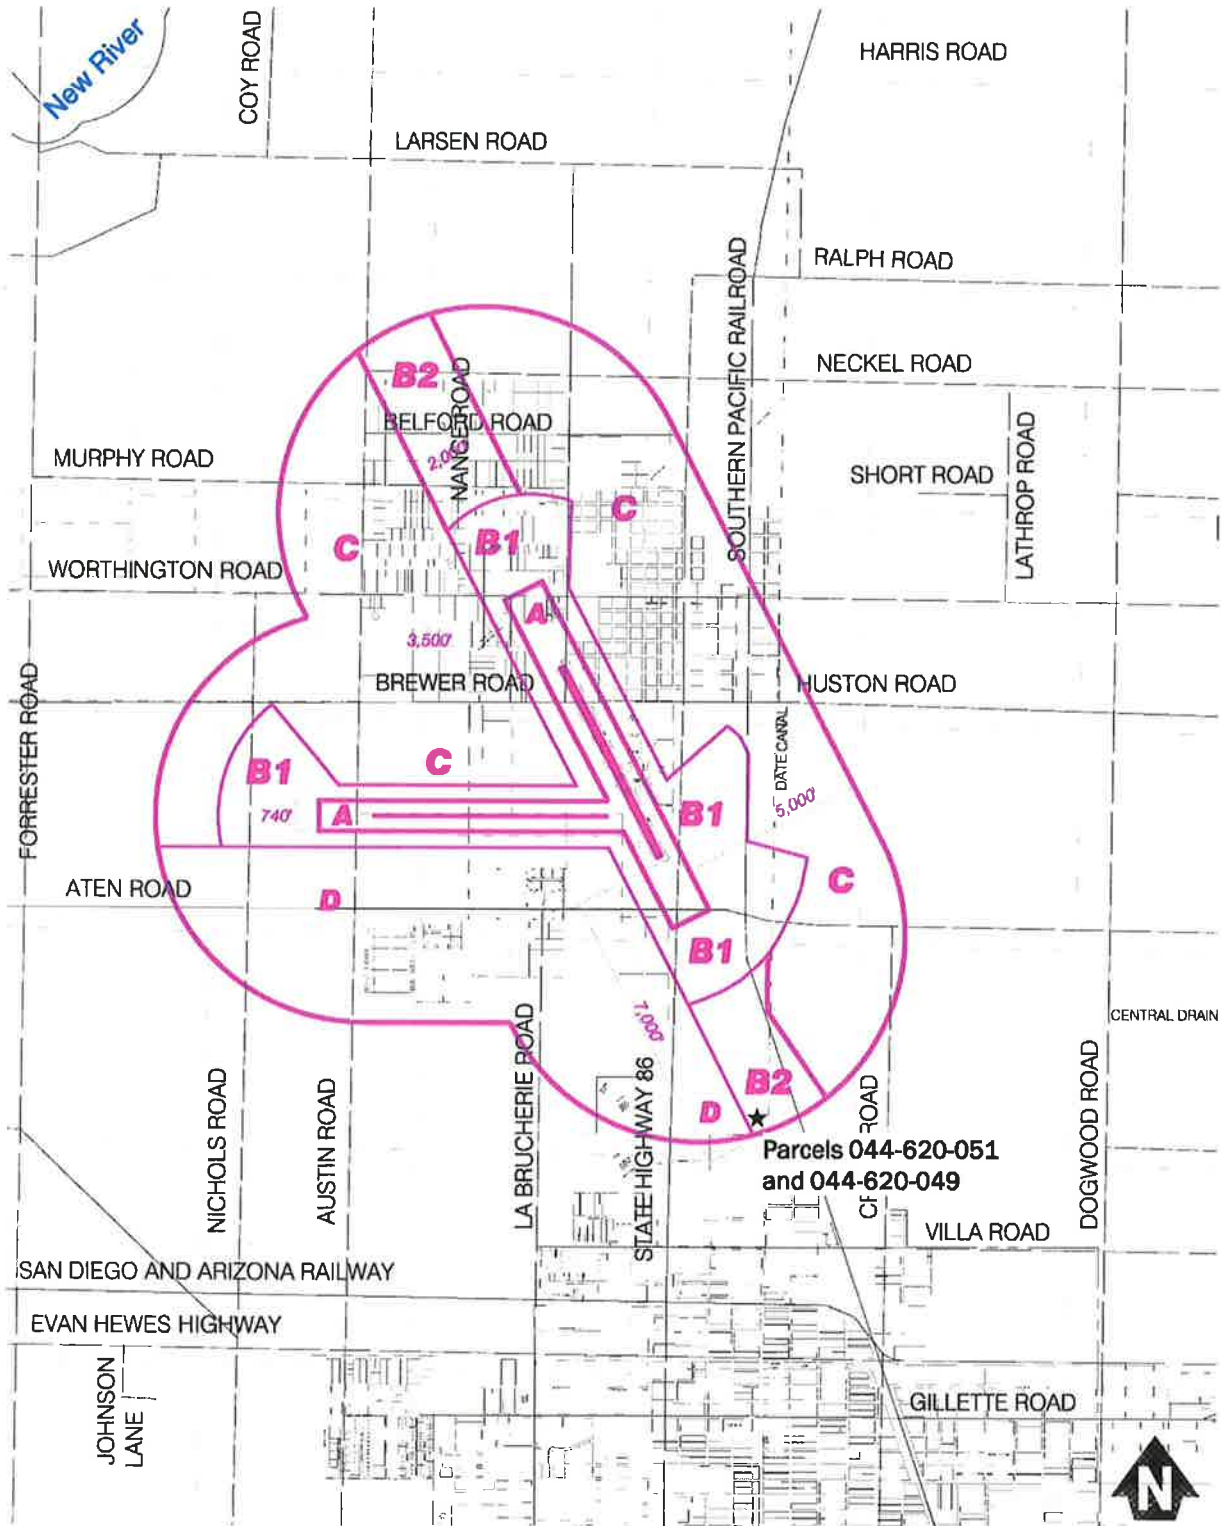 New River
COY ROAD
HARRIS ROAD
LARSEN ROAD
RALPH ROAD
SOUTHERN PACIFIC RAILROAD
NECKEL ROAD
B2
NANCE ROAD
BELFORD ROAD
2,000'
MURPHY ROAD
SHORT ROAD
LATHROP ROAD
C
C
B1
WORTHINGTON ROAD
A
3,500'
BREWER ROAD
HUSTON ROAD
FORRESTER ROAD
DATE CANAL
C
B1
740'
A
B1
5,000'
C
ATEN ROAD
D
B1
7,000'
CENTRAL DRAIN
NICHOLS ROAD
AUSTIN ROAD
LA BRUCHERIE ROAD
STATE HIGHWAY 86
B2
D
ROAD
DOGWOOD ROAD
Parcels 044-620-051
and 044-620-049
VILLA ROAD
SAN DIEGO AND ARIZONA RAILWAY
EVAN HEWES HIGHWAY
JOHNSON
LANE
GILLETTE ROAD
N